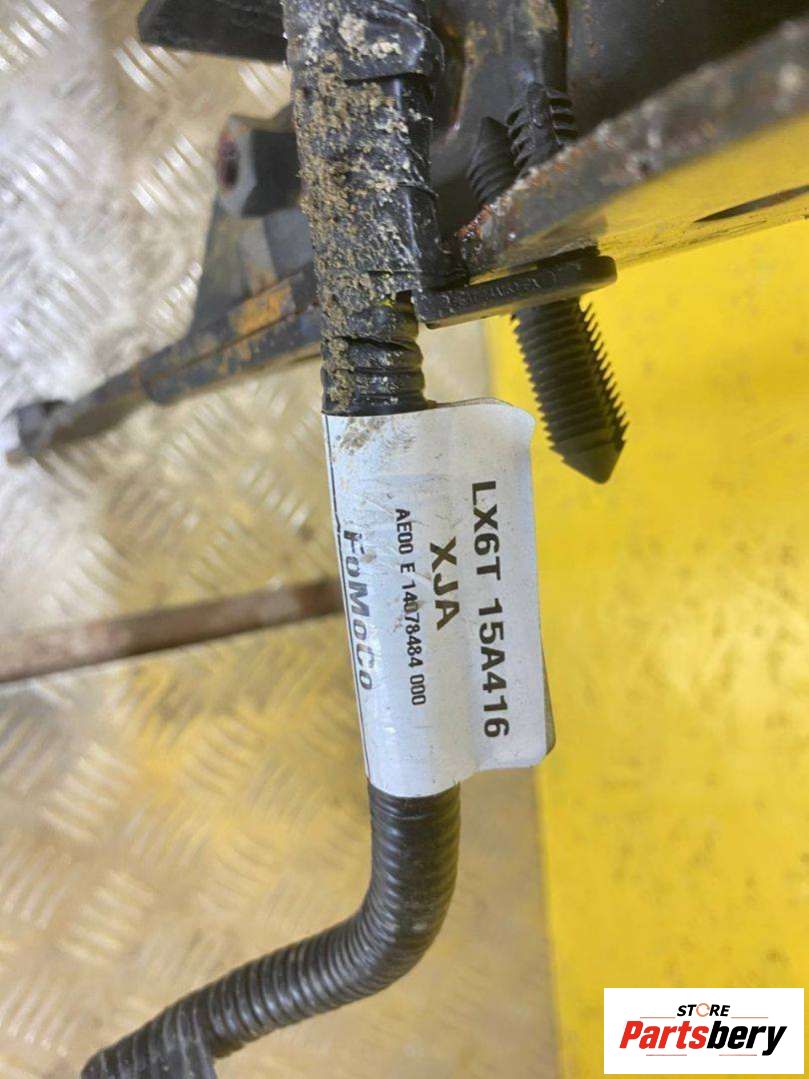 LX6T 15A416
XJA
AE00 E 14078484 000
FoMoCo
STORE
Partsbery